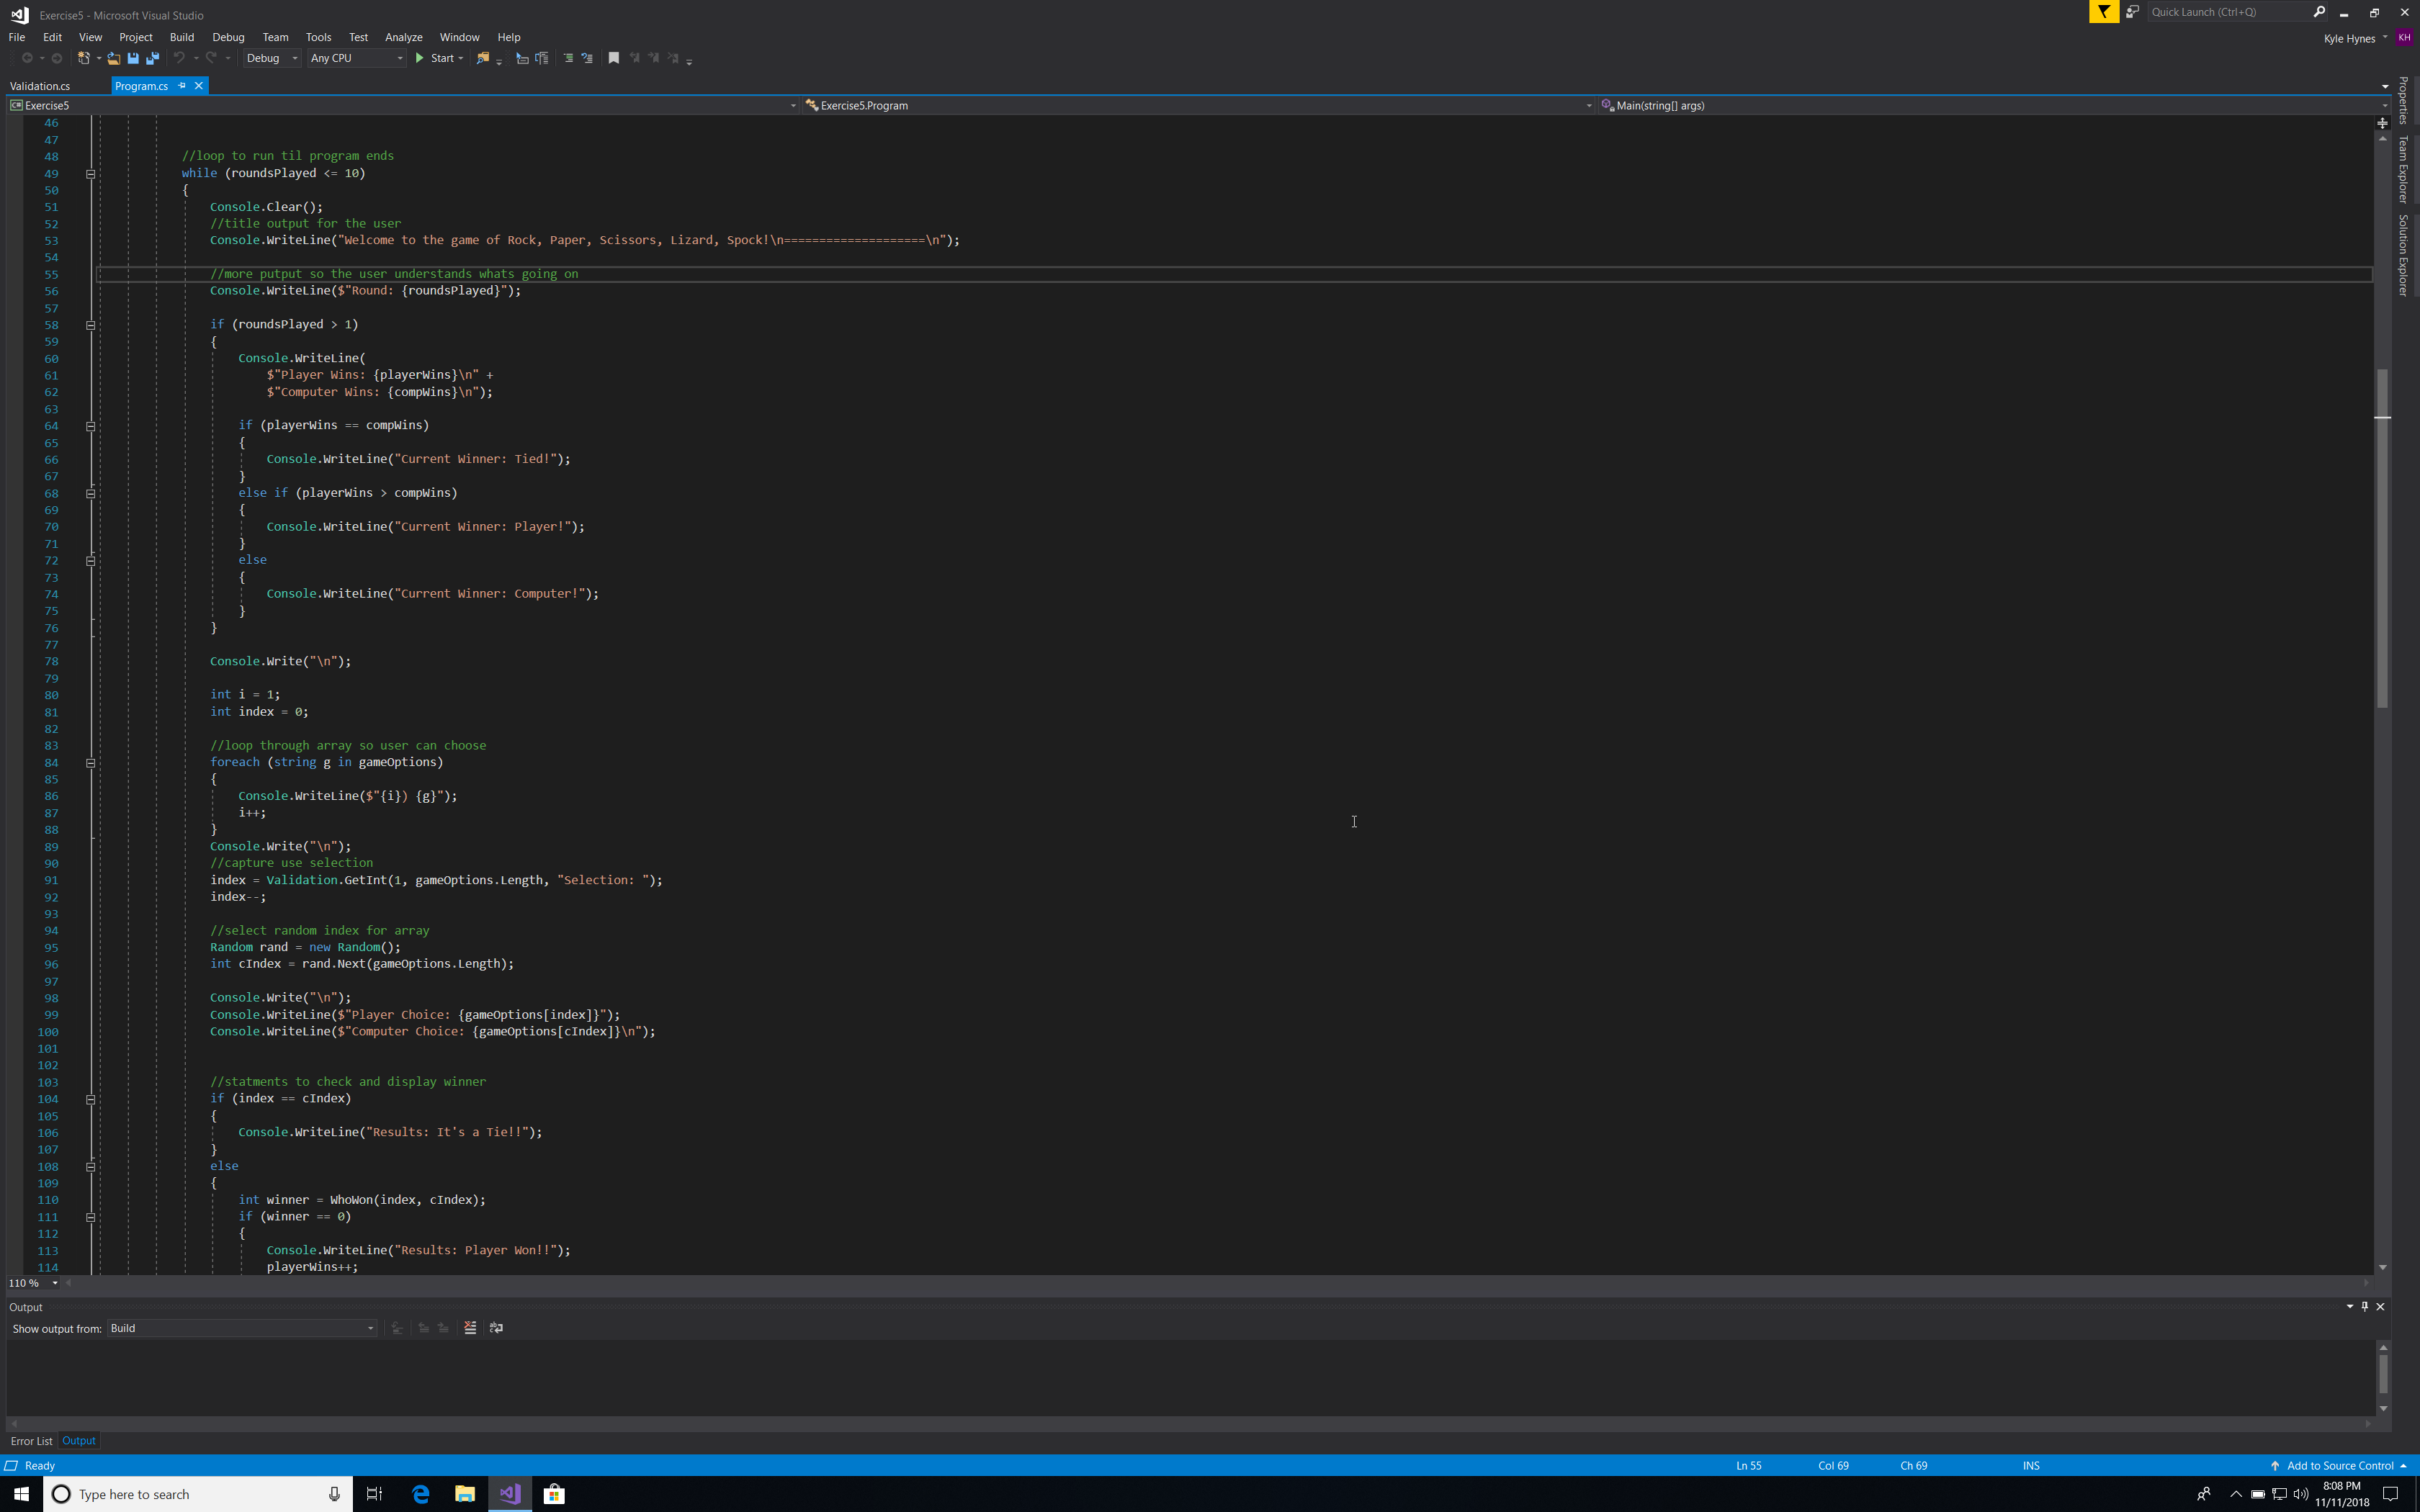 Exercise5 - Microsoft Visual Studio
Quick Launch (Ctrl+Q)
File Edit View Project Build Debug Team Tools Test Analyze Window Help
Kyle Hynes KH
Debug Any CPU Start
Validation.cs Program.cs
Exercise5 Exercise5.Program Main(string[] args)
Properties
Team Explorer
Solution Explorer
46
47
48 //loop to run til program ends
49 while (roundsPlayed <= 10)
50 {
51 Console.Clear();
52 //title output for the user
53 Console.WriteLine("Welcome to the game of Rock, Paper, Scissors, Lizard, Spock!\n====================\n");
54
55 //more putput so the user understands whats going on
56 Console.WriteLine($"Round: {roundsPlayed}");
57
58 if (roundsPlayed > 1)
59 {
60 Console.WriteLine(
61 $"Player Wins: {playerWins}\n" +
62 $"Computer Wins: {compWins}\n");
63
64 if (playerWins == compWins)
65 {
66 Console.WriteLine("Current Winner: Tied!");
67 }
68 else if (playerWins > compWins)
69 {
70 Console.WriteLine("Current Winner: Player!");
71 }
72 else
73 {
74 Console.WriteLine("Current Winner: Computer!");
75 }
76 }
77
78 Console.Write("\n");
79
80 int i = 1;
81 int index = 0;
82
83 //loop through array so user can choose
84 foreach (string g in gameOptions)
85 {
86 Console.WriteLine($"{i}) {g}");
87 i++;
88 }
89 Console.Write("\n");
90 //capture use selection
91 index = Validation.GetInt(1, gameOptions.Length, "Selection: ");
92 index--;
93
94 //select random index for array
95 Random rand = new Random();
96 int cIndex = rand.Next(gameOptions.Length);
97
98 Console.Write("\n");
99 Console.WriteLine($"Player Choice: {gameOptions[index]}");
100 Console.WriteLine($"Computer Choice: {gameOptions[cIndex]}\n");
101
102
103 //statments to check and display winner
104 if (index == cIndex)
105 {
106 Console.WriteLine("Results: It's a Tie!!");
107 }
108 else
109 {
110 int winner = WhoWon(index, cIndex);
111 if (winner == 0)
112 {
113 Console.WriteLine("Results: Player Won!!");
114 playerWins++;
110 %
Output
Show output from: Build
Error List Output
Ready Ln 55 Col 69 Ch 69 INS Add to Source Control
Type here to search
8:08 PM
11/11/2018